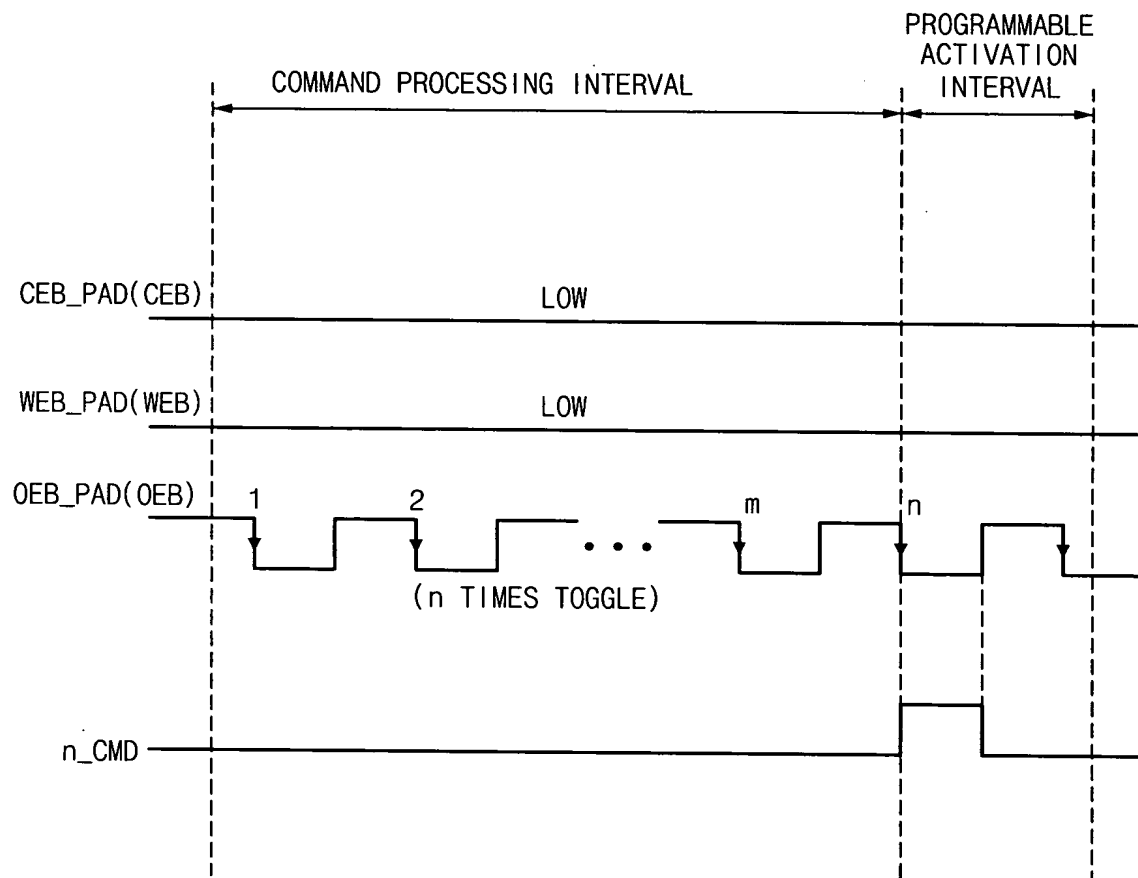 PROGRAMMABLE
ACTIVATION
INTERVAL
COMMAND PROCESSING INTERVAL
CEB_PAD(CEB)
LOW
WEB_PAD(WEB)
LOW
OEB_PAD(OEB)
1
2
m
n
(n TIMES TOGGLE)
n_CMD